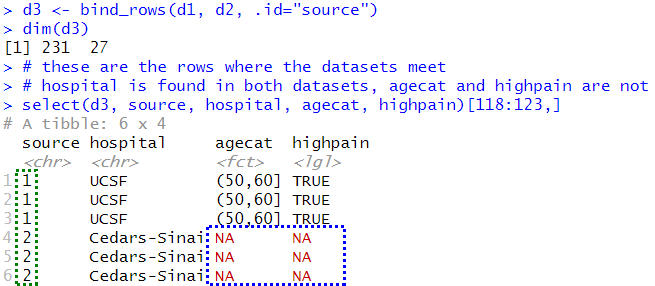 > d3 <- bind_rows(d1, d2, .id="source")
> dim(d3)
[1] 231  27
> # these are the rows where the datasets meet
> # hospital is found in both datasets, agecat and highpain are not
> select(d3, source, hospital, agecat, highpain)[118:123,]
# A tibble: 6 x 4
source hospital agecat highpain
<chr> <chr> <fct> <lgl>
1 1 UCSF (50,60] TRUE
2 1 UCSF (50,60] TRUE
3 1 UCSF (50,60] TRUE
4 2 Cedars-Sinai NA NA
5 2 Cedars-Sinai NA NA
6 2 Cedars-Sinai NA NA